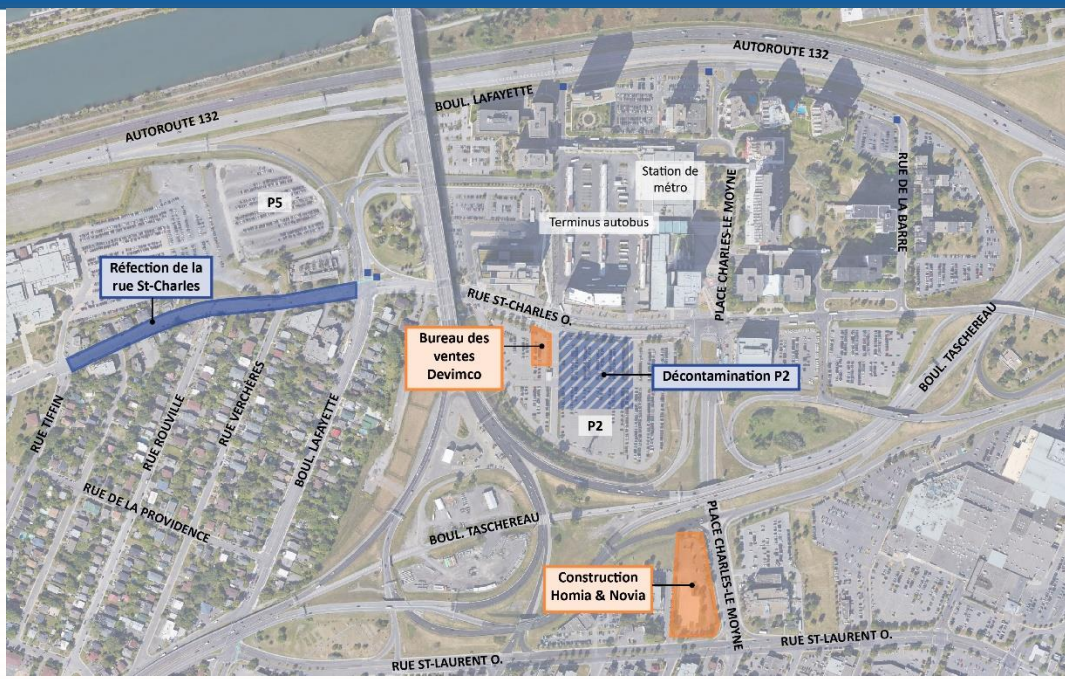 AUTOROUTE 132
BOUL. LAFAYETTE
AUTOROUTE 132
Station de
métro
P5
Terminus autobus
PLACE CHARLES-LE MOYNE
RUE DE LA BARRE
Réfection de la
rue St-Charles
RUE ST-CHARLES O.
Bureau des
ventes
Devimco
Décontamination P2
BOUL. TASCHEREAU
P2
RUE TIFFIN
RUE ROUVILLE
RUE VERCHÈRES
BOUL. LAFAYETTE
RUE DE LA PROVIDENCE
BOUL. TASCHEREAU
PLACE CHARLES-LE MOYNE
Construction
Homia & Novia
RUE ST-LAURENT O.
RUE ST-LAURENT O.